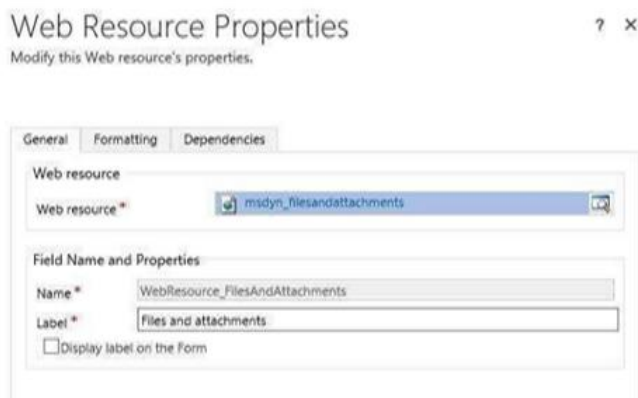 Web Resource Properties
? ×
Modify this Web resource's properties.
General Formatting Dependencies
Web resource
Web resource * msdyn_filesandattachments
Field Name and Properties
Name * WebResource_FilesAndAttachments
Label * Files and attachments
Display label on the Form